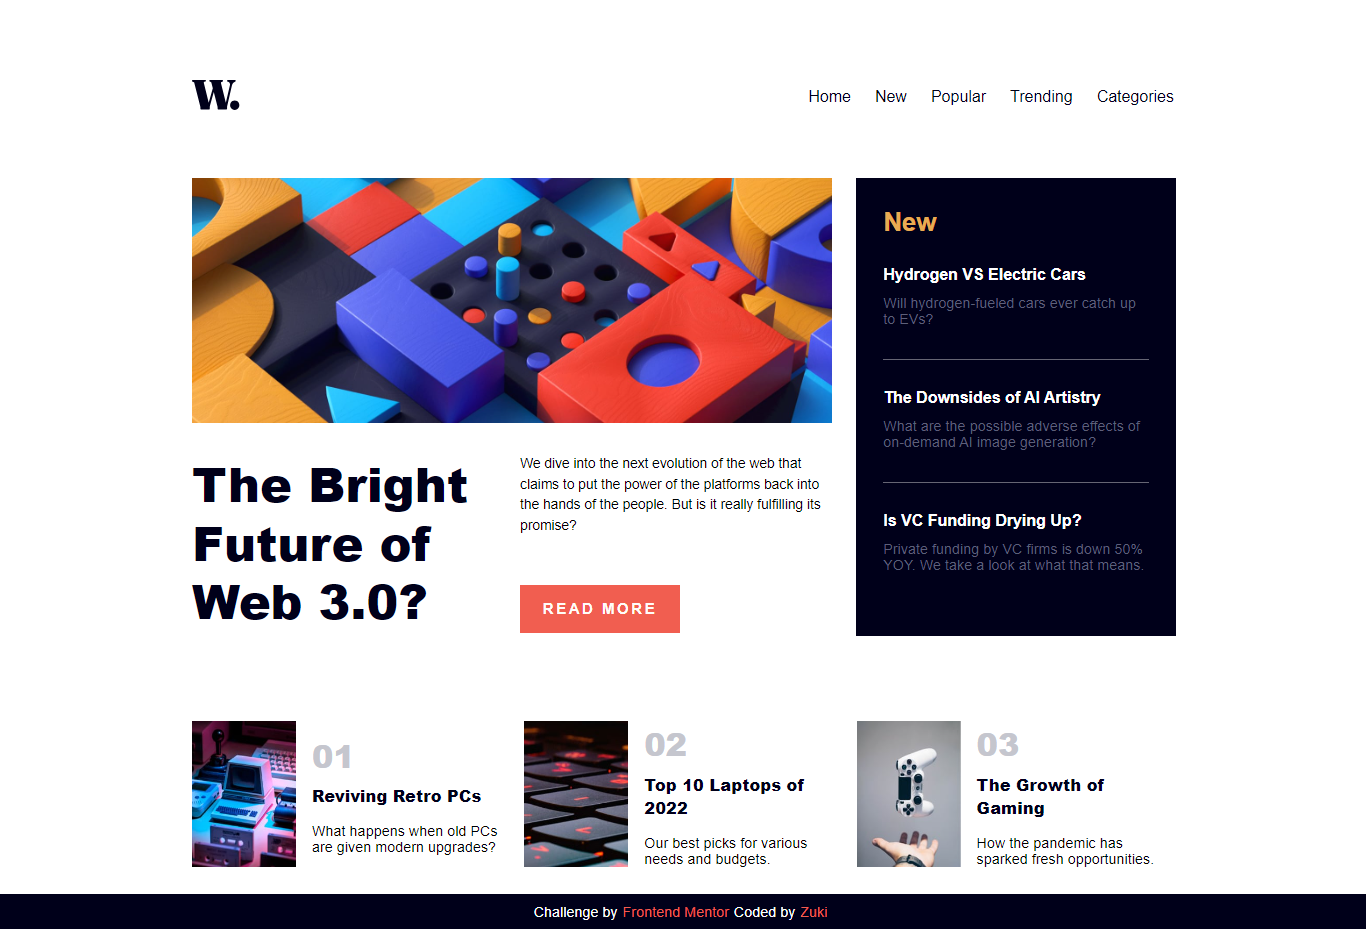 W.
Home New Popular Trending Categories
The Bright
Future of
Web 3.0?
We dive into the next evolution of the web that
claims to put the power of the platforms back into
the hands of the people. But is it really fulfilling its
promise?
READ MORE
New
Hydrogen VS Electric Cars
Will hydrogen-fueled cars ever catch up
to EVs?
The Downsides of AI Artistry
What are the possible adverse effects of
on-demand AI image generation?
Is VC Funding Drying Up?
Private funding by VC firms is down 50%
YOY. We take a look at what that means.
01
Reviving Retro PCs
What happens when old PCs
are given modern upgrades?
02
Top 10 Laptops of
2022
Our best picks for various
needs and budgets.
03
The Growth of
Gaming
How the pandemic has
sparked fresh opportunities.
Challenge by Frontend Mentor Coded by Zuki